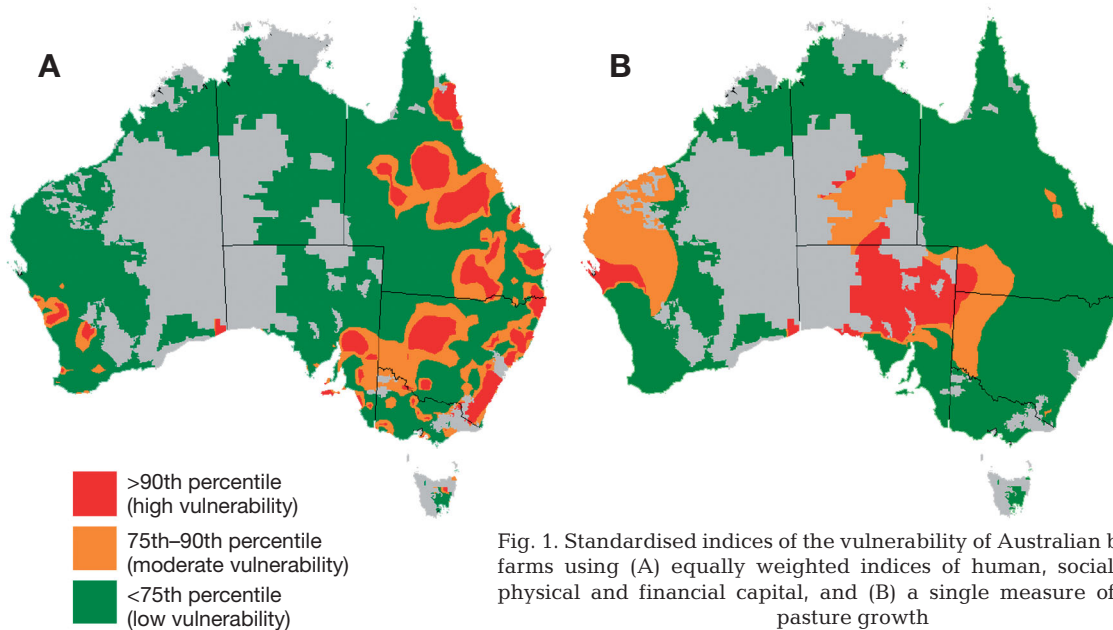 A
B
>90th percentile
(high vulnerability)
75th–90th percentile
(moderate vulnerability)
<75th percentile
(low vulnerability)
Fig. 1. Standardised indices of the vulnerability of Australian
farms using (A) equally weighted indices of human, social
physical and financial capital, and (B) a single measure of
pasture growth